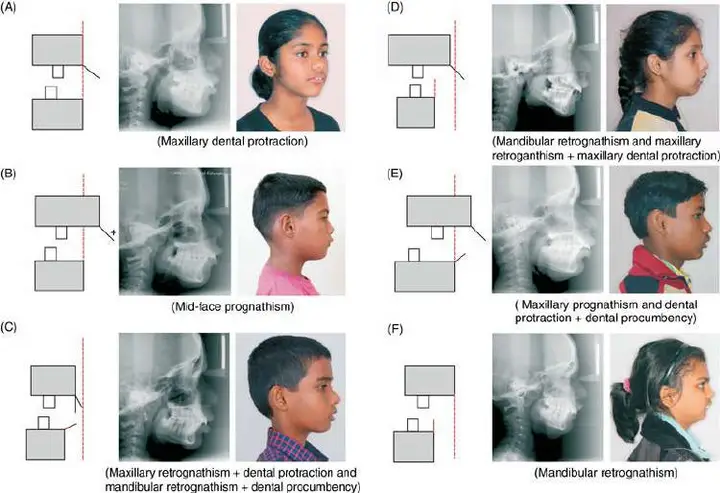 (A)
(Maxillary dental protraction)
(B)
+
(Mid-face prognathism)
(C)
(Maxillary retrognathism + dental protraction and
mandibular retrognathism + dental procumbency)
(D)
(Mandibular retrognathism and maxillary
retroganthism + maxillary dental protraction)
(E)
( Maxillary prognathism and dental
protraction + dental procumbency)
(F)
(Mandibular retrognathism)